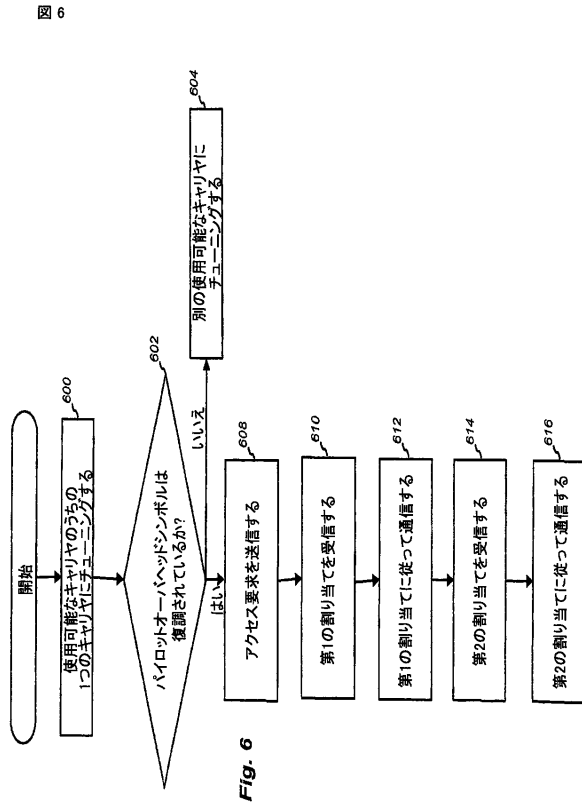 図 6
開始
600
使用可能なキャリヤのうちの
1つのキャリヤにチューニングする
602
パイロットオーバヘッドシンボルは
復調されているか?
いいえ
604
別の使用可能なキャリヤに
チューニングする
はい
608
アクセス要求を送信する
610
第1の割り当てを受信する
612
第1の割り当てに従って通信する
614
第2の割り当てを受信する
616
第2の割り当てに従って通信する
Fig. 6